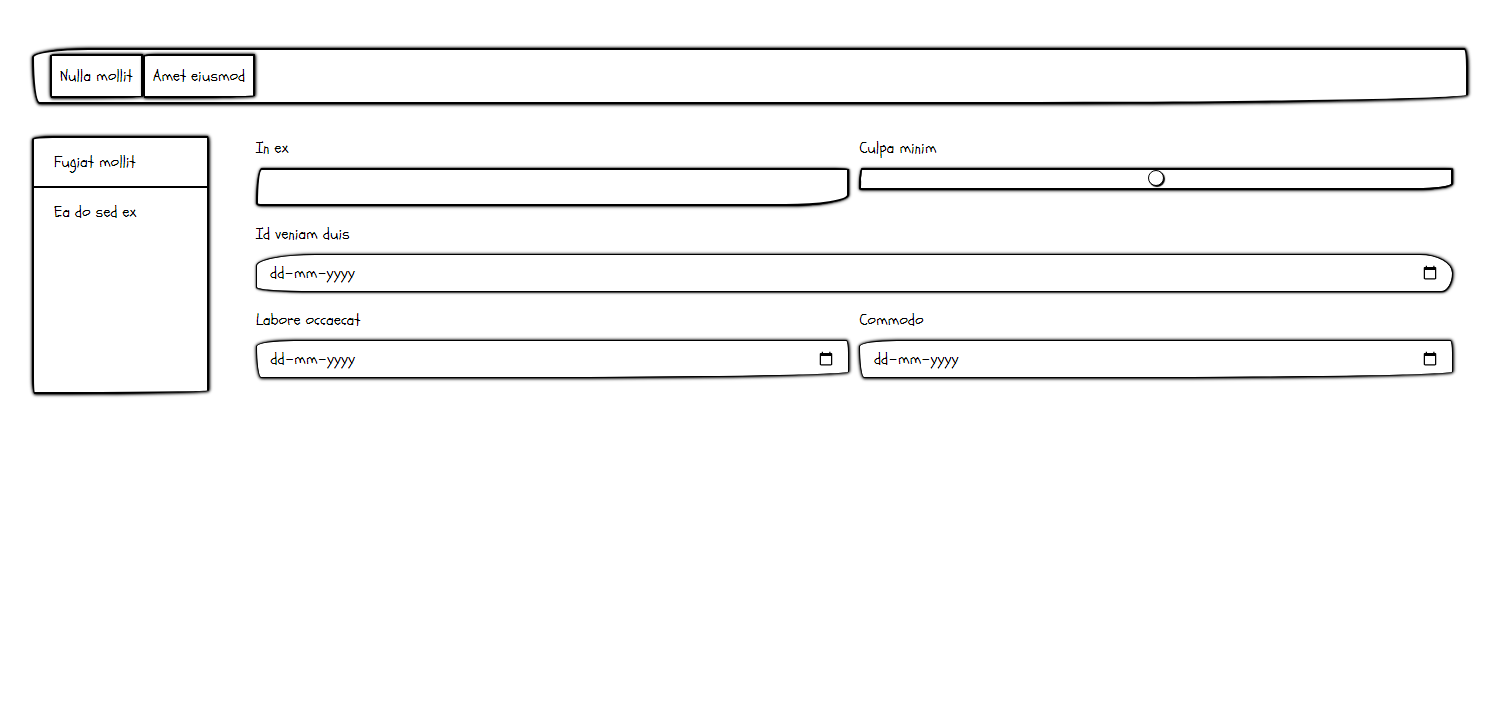 Nulla mollit Amet eiusmod
Fugiat mollit
Ea do sed ex
In ex
Culpa minim
Id veniam duis
dd-mm-yyyy
Labore occaecat
Commodo
dd-mm-yyyy
dd-mm-yyyy